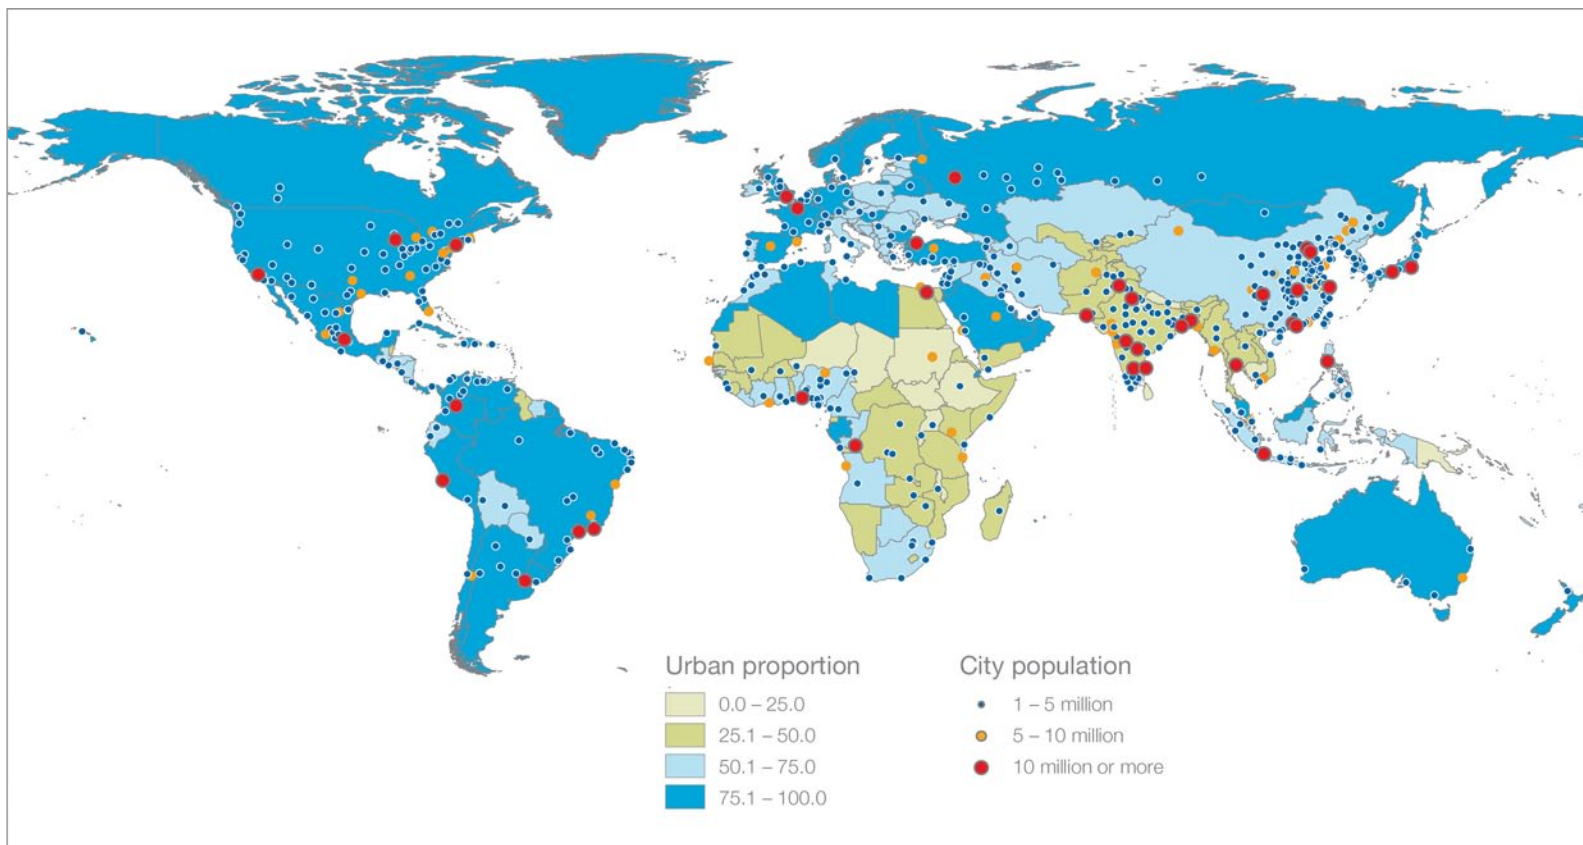 Urban proportion
0.0 – 25.0
25.1 – 50.0
50.1 – 75.0
75.1 – 100.0
City population
1 – 5 million
5 – 10 million
10 million or more